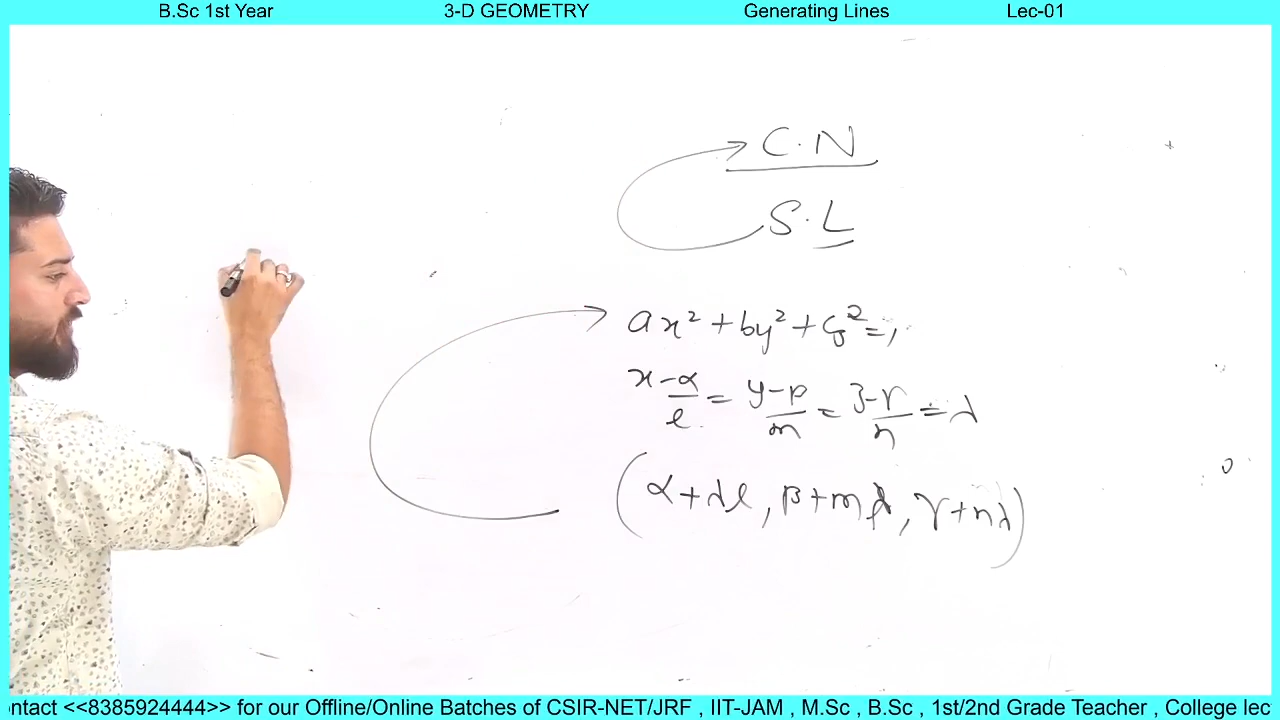 B.Sc 1st Year 3-D GEOMETRY Generating Lines Lec-01
C.N
S.L
ax² + by² + cz² = 1
x-α/l = y-β/m = z-γ/n = λ
(α+λl, β+mλ, γ+nλ)
ontact <<8385924444>> for our Offline/Online Batches of CSIR-NET/JRF , IIT-JAM , M.Sc , B.Sc , 1st/2nd Grade Teacher , College lec